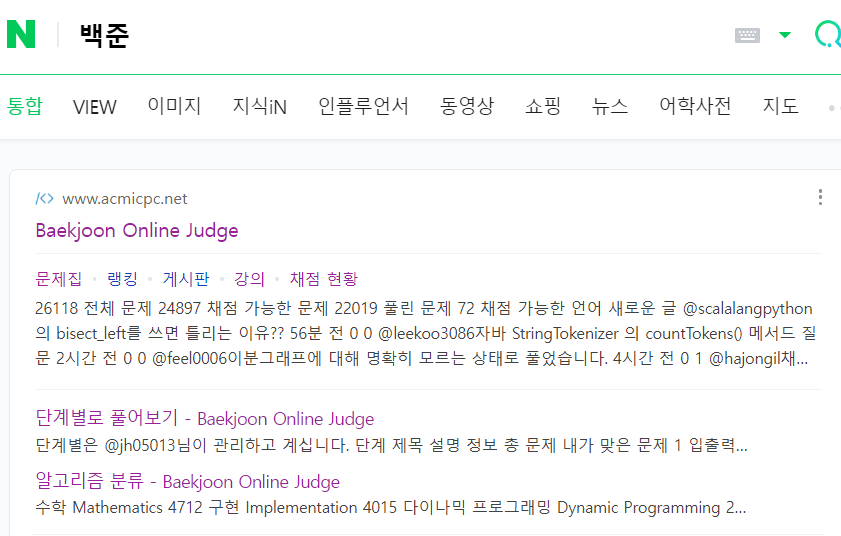 N 백준
통합 VIEW 이미지 지식iN 인플루언서 동영상 쇼핑 뉴스 어학사전 지도
/<> www.acmicpc.net
Baekjoon Online Judge
문제집 · 랭킹 · 게시판 · 강의 · 채점 현황
26118 전체 문제 24897 채점 가능한 문제 22019 풀린 문제 72 채점 가능한 언어 새로운 글 @scalalangpython
의 bisect_left를 쓰면 틀리는 이유?? 56분 전 0 0 @leekoo3086자바 StringTokenizer 의 countTokens() 메서드 질
문 2시간 전 0 0 @feel0006이분그래프에 대해 명확히 모르는 상태로 풀었습니다. 4시간 전 0 1 @hajongil채...
단계별로 풀어보기 - Baekjoon Online Judge
단계별은 @jh05013님이 관리하고 계십니다. 단계 제목 설명 정보 총 문제 내가 맞은 문제 1 입출력...
알고리즘 분류 - Baekjoon Online Judge
수학 Mathematics 4712 구현 Implementation 4015 다이나믹 프로그래밍 Dynamic Programming 2...